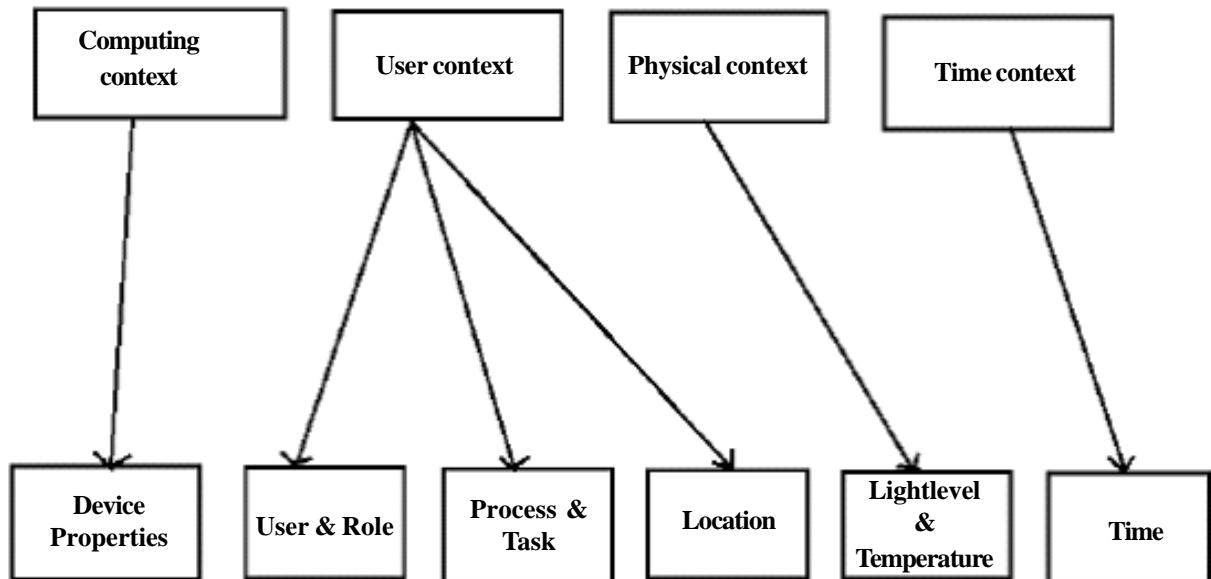 Computing
context
User context
Physical context
Time context
Device
Properties
User & Role
Process & 
Task
Location
Lightlevel
&
Temperature
Time